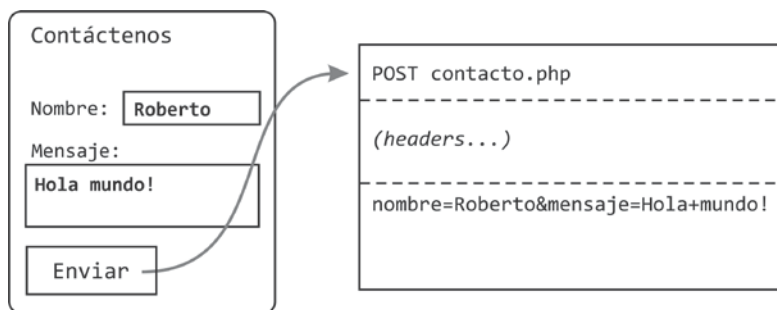 Contáctenos
Nombre: Roberto
Mensaje:
Hola mundo!
Enviar
POST contacto.php
(headers...)
nombre=Roberto&mensaje=Hola+mundo!